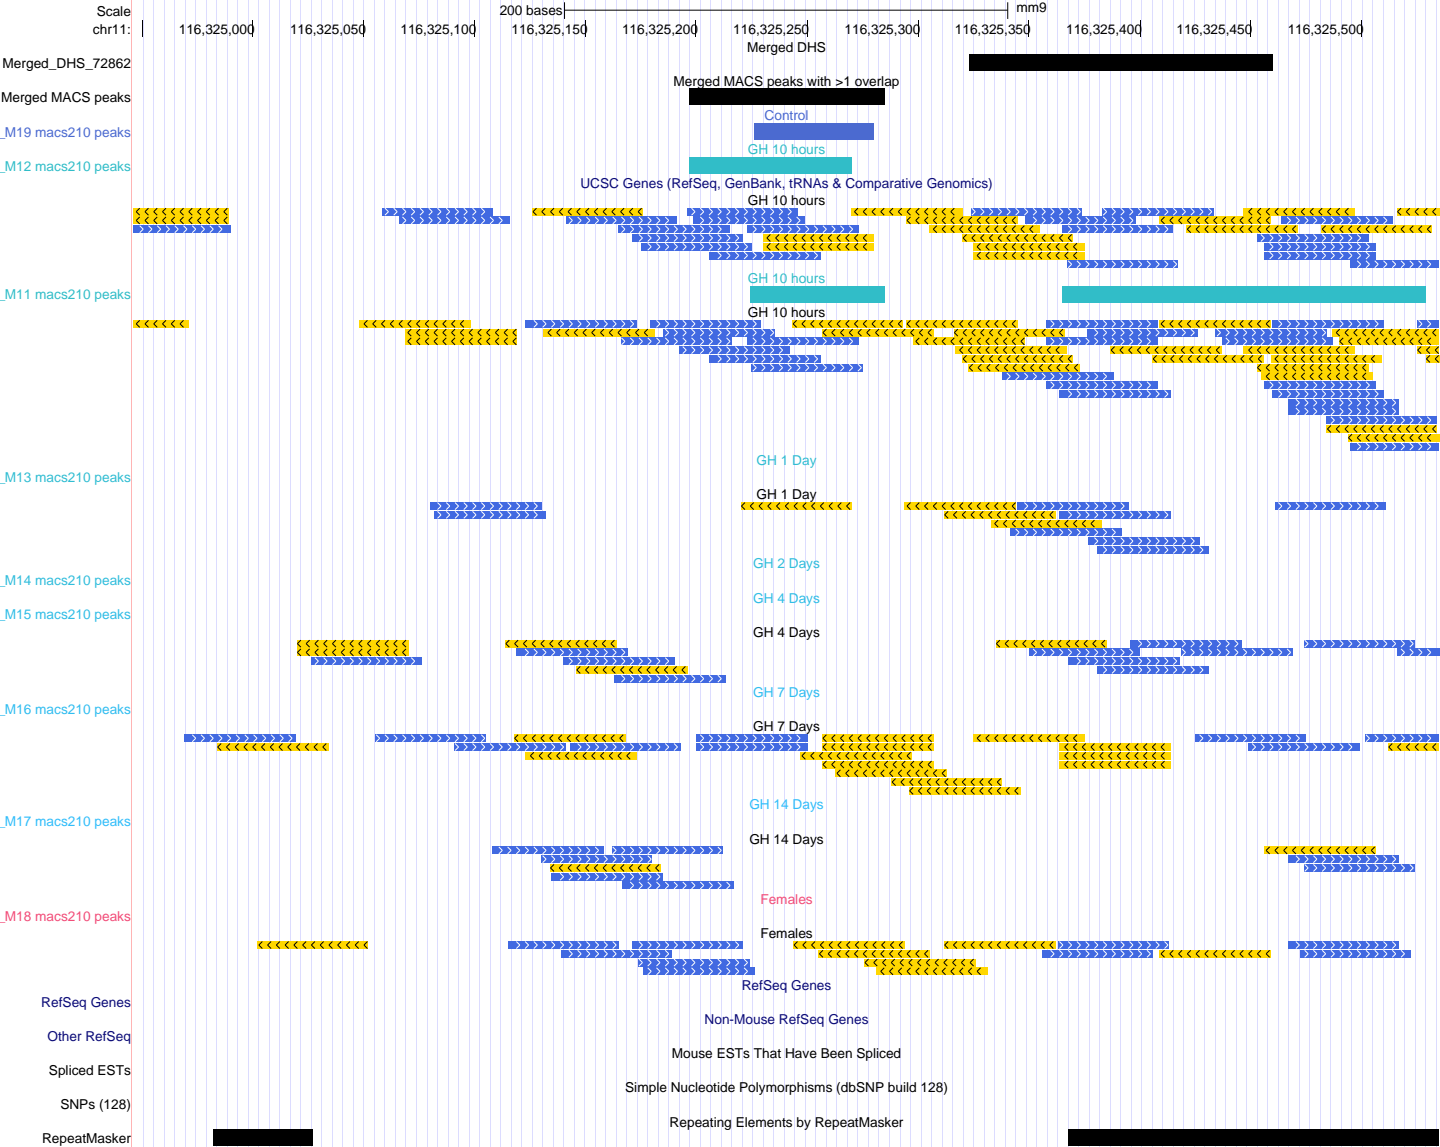 Scale 200 bases mm9
chr11: 116,325,000 116,325,050 116,325,100 116,325,150 116,325,200 116,325,250 116,325,300 116,325,350 116,325,400 116,325,450 116,325,500
Merged DHS
Merged_DHS_72862
Merged MACS peaks with >1 overlap
Merged MACS peaks
Control
_M19 macs210 peaks
GH 10 hours
_M12 macs210 peaks
UCSC Genes (RefSeq, GenBank, tRNAs & Comparative Genomics)
GH 10 hours
GH 10 hours
_M11 macs210 peaks
GH 10 hours
GH 1 Day
_M13 macs210 peaks
GH 1 Day
GH 2 Days
_M14 macs210 peaks
GH 4 Days
_M15 macs210 peaks
GH 4 Days
GH 7 Days
_M16 macs210 peaks
GH 7 Days
GH 14 Days
_M17 macs210 peaks
GH 14 Days
Females
_M18 macs210 peaks
Females
RefSeq Genes
RefSeq Genes
Non-Mouse RefSeq Genes
Other RefSeq
Mouse ESTs That Have Been Spliced
Spliced ESTs
Simple Nucleotide Polymorphisms (dbSNP build 128)
SNPs (128)
Repeating Elements by RepeatMasker
RepeatMasker